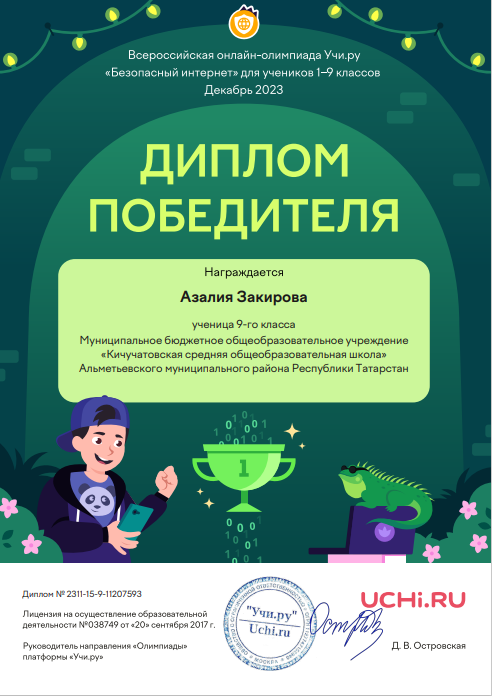 Всероссийская онлайн-олимпиада Учи.ру
«Безопасный интернет» для учеников 1–9 классов
Декабрь 2023
ДИПЛОМ
ПОБЕДИТЕЛЯ
Награждается
Азалия Закирова
ученица 9-го класса
Муниципальное бюджетное общеобразовательное учреждение
«Кичучатовская средняя общеобразовательная школа»
Альметьевского муниципального района Республики Татарстан
1
Диплом № 2311-15-9-11207593
Лицензия на осуществление образовательной
деятельности №038749 от «20» сентября 2017 г.
Руководитель направления «Олимпиады»
платформы «Учи.ру»
"Учи.ру"
Uchi.ru
МОСКВА
UCHi.RU
Д. В. Островская